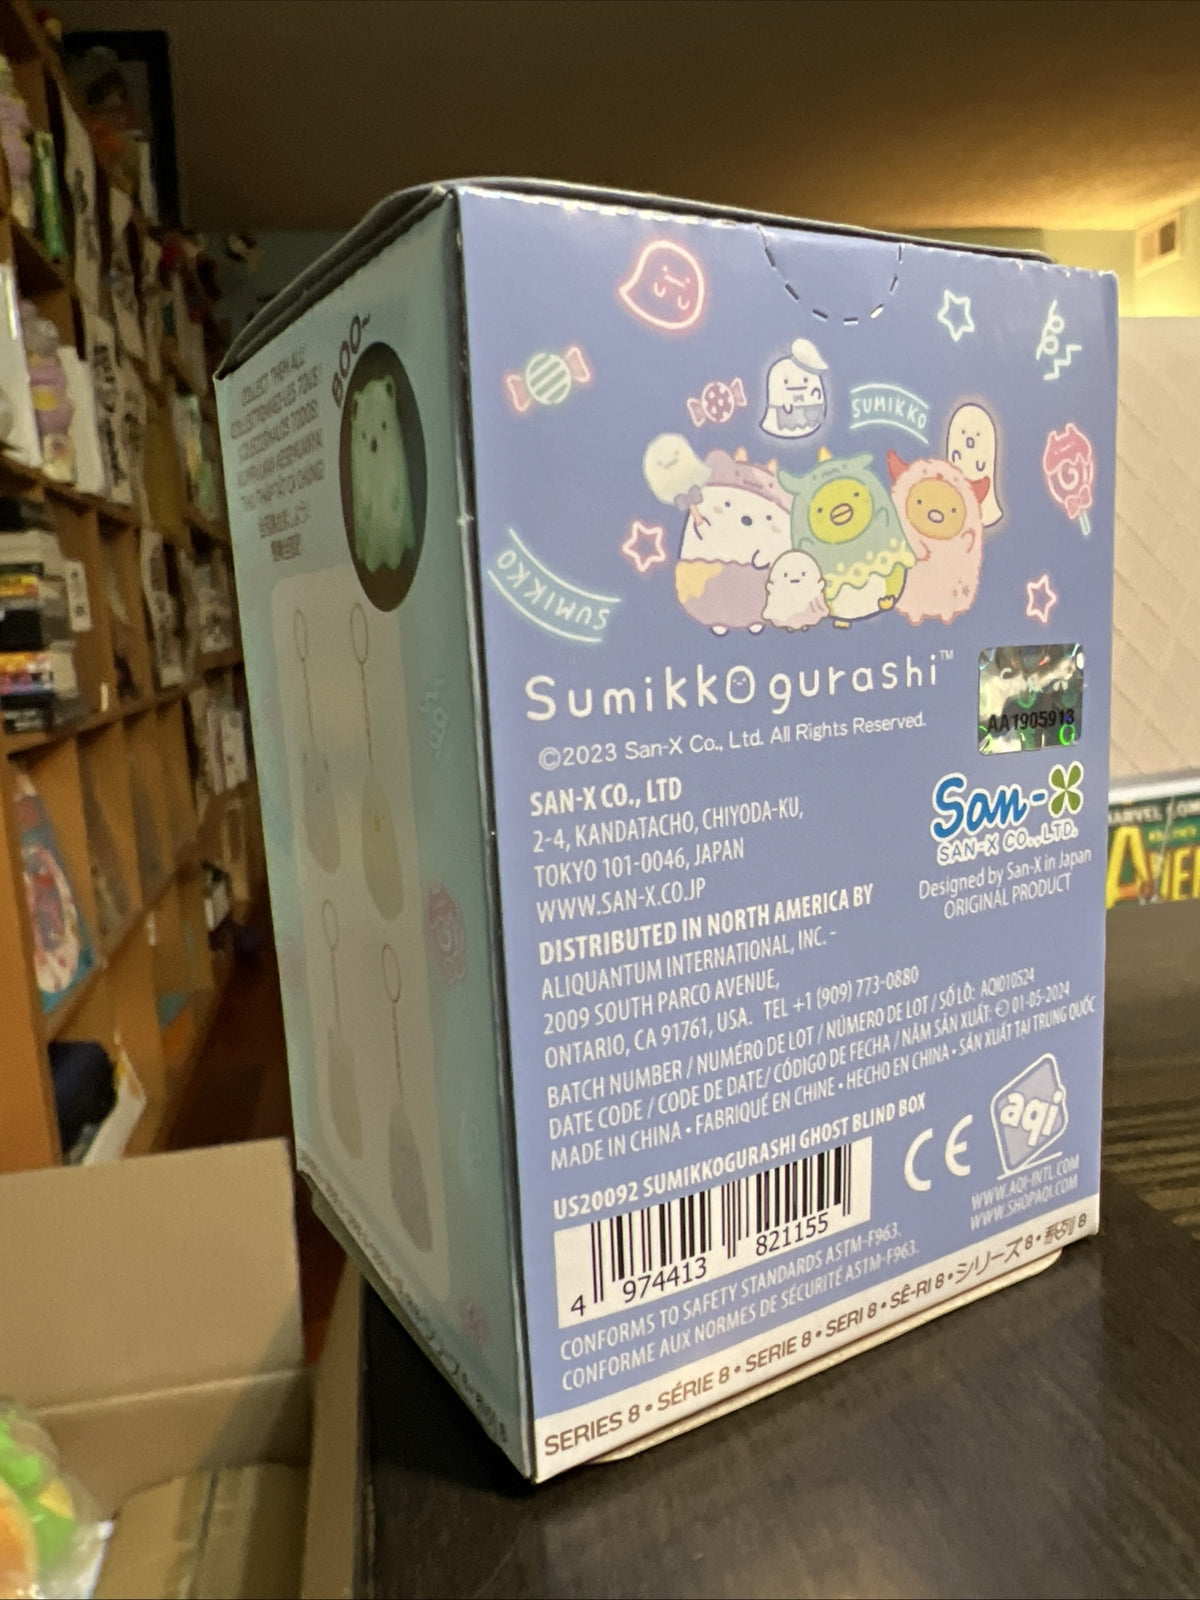 COLLECT THEM ALL!
BOO~
SUMIKKO
SUMIKKO
Sumikkogurashi™
©2023 San-X Co., Ltd. All Rights Reserved.
AA1905913
SAN-X CO., LTD
2-4, KANDATACHO, CHIYODA-KU,
TOKYO 101-0046, JAPAN
WWW.SAN-X.CO.JP
San-X
SAN-X CO., LTD.
Designed by San-X in Japan
ORIGINAL PRODUCT
DISTRIBUTED IN NORTH AMERICA BY
ALIQUANTUM INTERNATIONAL, INC. -
2009 SOUTH PARCO AVENUE,
ONTARIO, CA 91761, USA. TEL +1 (909) 773-0880
BATCH NUMBER / NUMÉRO DE LOT / NÚMERO DE LOT / SỐ LÔ: AQI010524
DATE CODE / CODE DE DATE/ CÓDIGO DE FECHA / NĂM SẢN XUẤT: 01-05-2024
MADE IN CHINA • FABRIQUÉ EN CHINE • HECHO EN CHINA • SẢN XUẤT TẠI TRUNG QUỐC
US20092 SUMIKKOGURASHI GHOST BLIND BOX
CE
aqi
WWW.AQI-INTL.COM
WWW.SHOPAQI.COM
4 974413 821155
CONFORMS TO SAFETY STANDARDS ASTM-F963.
CONFORME AUX NORMES DE SÉCURITÉ ASTM-F963.
SERIES 8 • SÉRIE 8 • SERIE 8 • SERI 8 • SÊ-RI 8 • シリーズ 8 • 系列 8
MARVEL